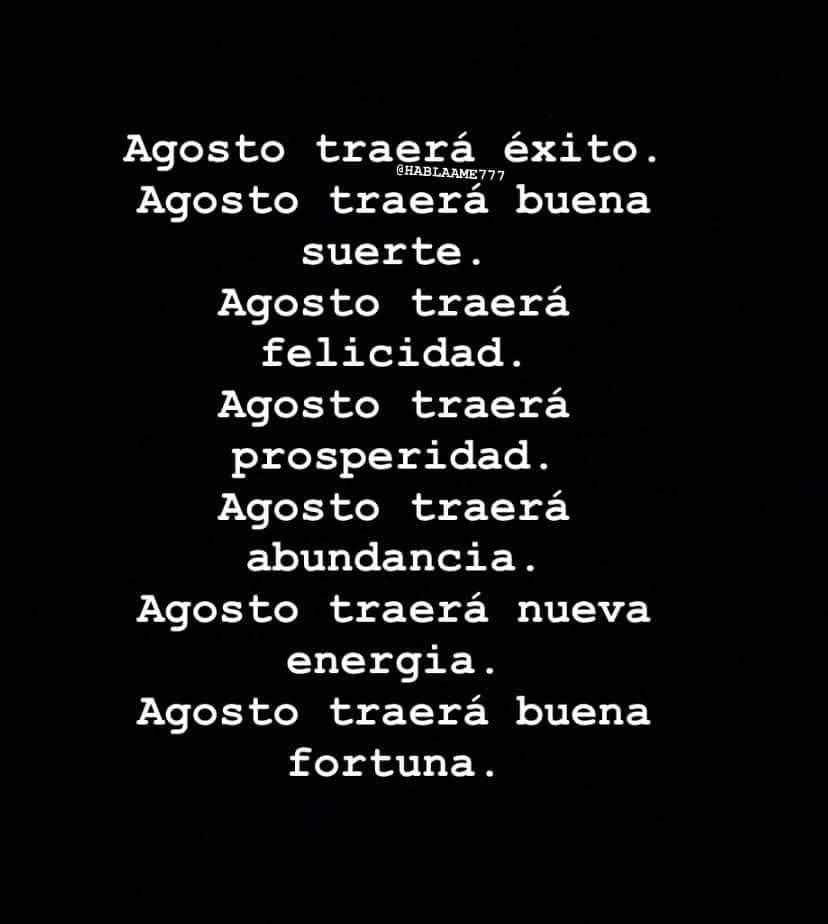 Agosto traerá éxito.
@HABLAAME777
Agosto traerá buena
suerte.
Agosto traerá
felicidad.
Agosto traerá
prosperidad.
Agosto traerá
abundancia.
Agosto traerá nueva
energia.
Agosto traerá buena
fortuna.